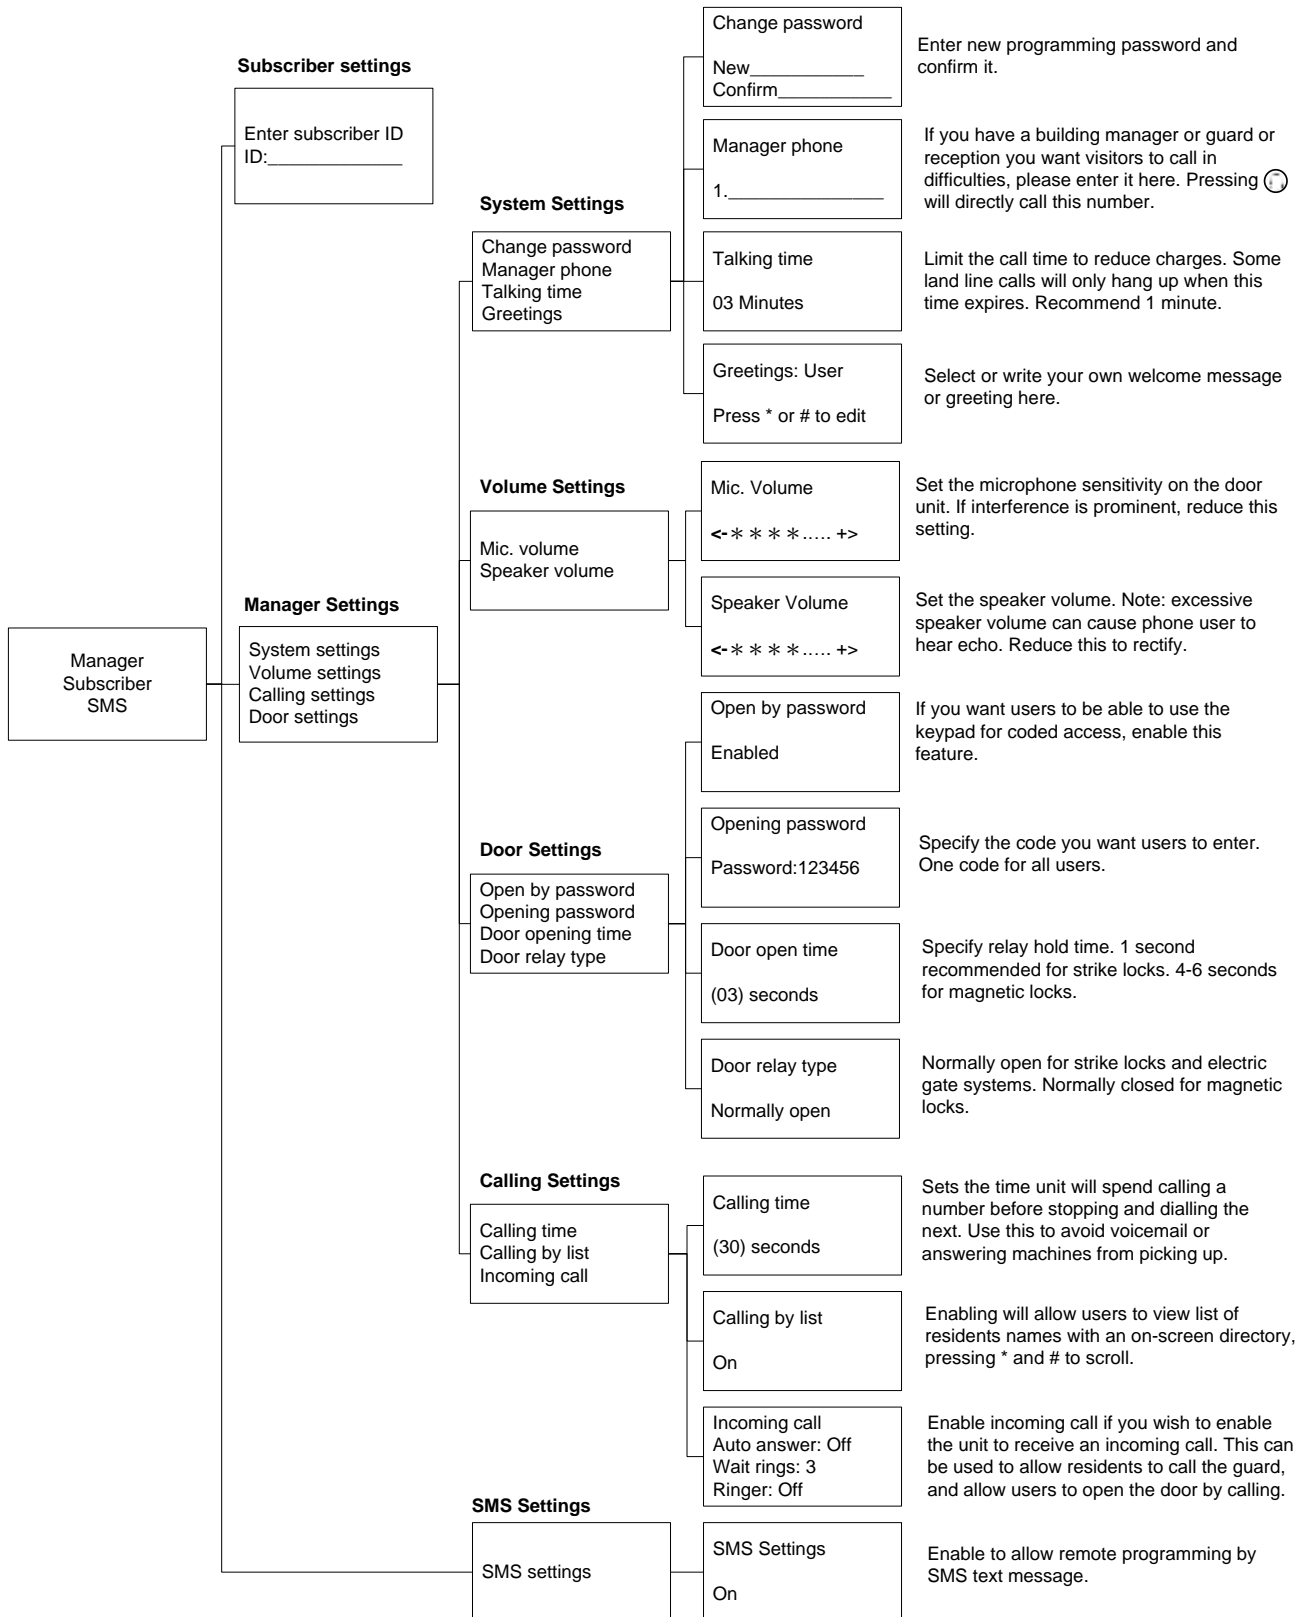 Subscriber settings
Enter subscriber ID
ID:______________
Manager
Subscriber
SMS
Manager Settings
System settings
Volume settings
Calling settings
Door settings
System Settings
Change password
Manager phone
Talking time
Greetings
Change password
New____________
Confirm____________
Enter new programming password and
confirm it.
Manager phone
1.________________
If you have a building manager or guard or
reception you want visitors to call in
difficulties, please enter it here. Pressing
will directly call this number.
Talking time
03 Minutes
Limit the call time to reduce charges. Some
land line calls will only hang up when this
time expires. Recommend 1 minute.
Greetings: User
Press * or # to edit
Select or write your own welcome message
or greeting here.
Volume Settings
Mic. volume
Speaker volume
Mic. Volume
<-＊＊＊＊..... +>
Set the microphone sensitivity on the door
unit. If interference is prominent, reduce this
setting.
Speaker Volume
<-＊＊＊＊..... +>
Set the speaker volume. Note: excessive
speaker volume can cause phone user to
hear echo. Reduce this to rectify.
Door Settings
Open by password
Opening password
Door opening time
Door relay type
Open by password
Enabled
If you want users to be able to use the
keypad for coded access, enable this
feature.
Opening password
Password:123456
Specify the code you want users to enter.
One code for all users.
Door open time
(03) seconds
Specify relay hold time. 1 second
recommended for strike locks. 4-6 seconds
for magnetic locks.
Door relay type
Normally open
Normally open for strike locks and electric
gate systems. Normally closed for magnetic
locks.
Calling Settings
Calling time
Calling by list
Incoming call
Calling time
(30) seconds
Sets the time unit will spend calling a
number before stopping and dialling the
next. Use this to avoid voicemail or
answering machines from picking up.
Calling by list
On
Enabling will allow users to view list of
residents names with an on-screen directory,
pressing * and # to scroll.
Incoming call
Auto answer: Off
Wait rings: 3
Ringer: Off
Enable incoming call if you wish to enable
the unit to receive an incoming call. This can
be used to allow residents to call the guard,
and allow users to open the door by calling.
SMS Settings
SMS settings
SMS Settings
On
Enable to allow remote programming by
SMS text message.